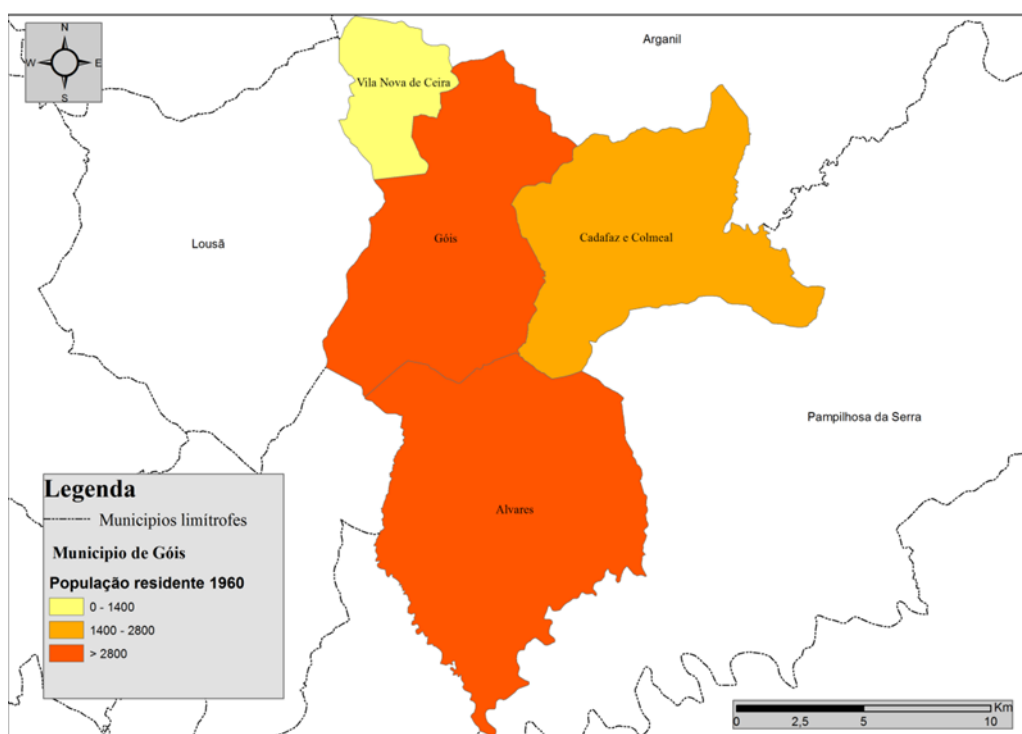 N
W E
S
Arganil
Vila Nova de Ceira
Lousã
Góis
Cadafaz e Colmeal
Pampilhosa da Serra
Alvares
Legenda
Municipios limítrofes
Municipio de Góis
População residente 1960
0 - 1400
1400 - 2800
> 2800
Km
0 2,5 5 10